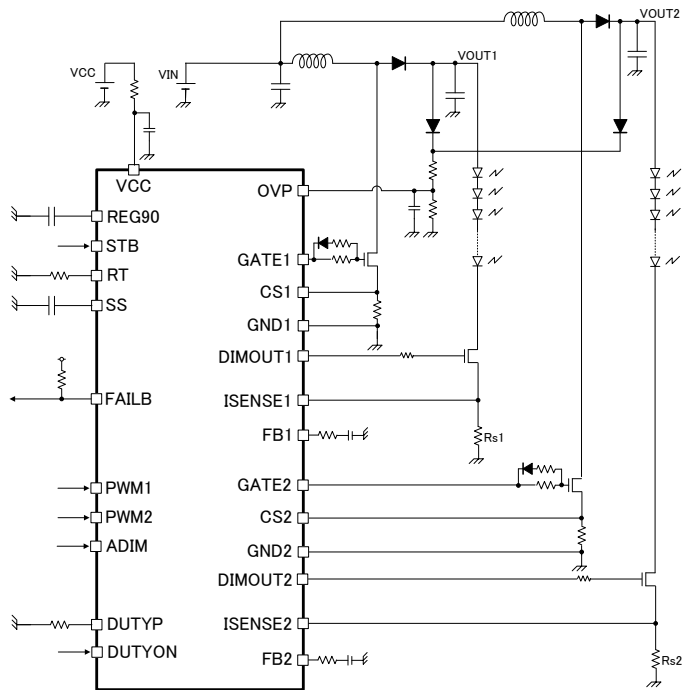 VOUT2
VOUT1
VCC
VIN
VCC
OVP
REG90
STB
RT
SS
FAILB
PWM1
PWM2
ADIM
DUTYP
DUTYON
GATE1
CS1
GND1
DIMOUT1
ISENSE1
FB1
Rs1
GATE2
CS2
GND2
DIMOUT2
ISENSE2
FB2
Rs2